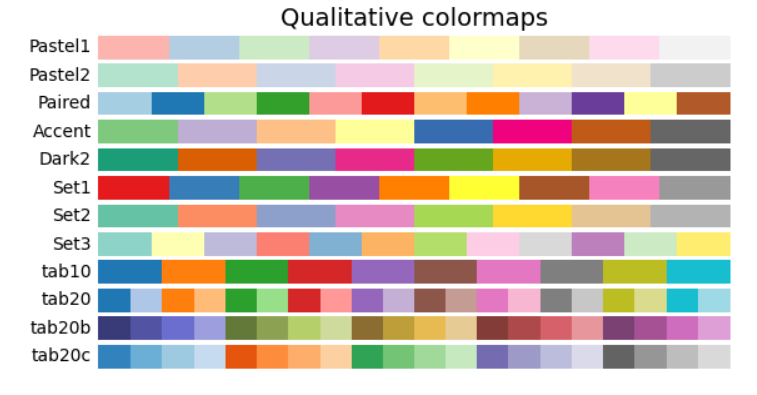 Qualitative colormaps
Pastel1
Pastel2
Paired
Accent
Dark2
Set1
Set2
Set3
tab10
tab20
tab20b
tab20c